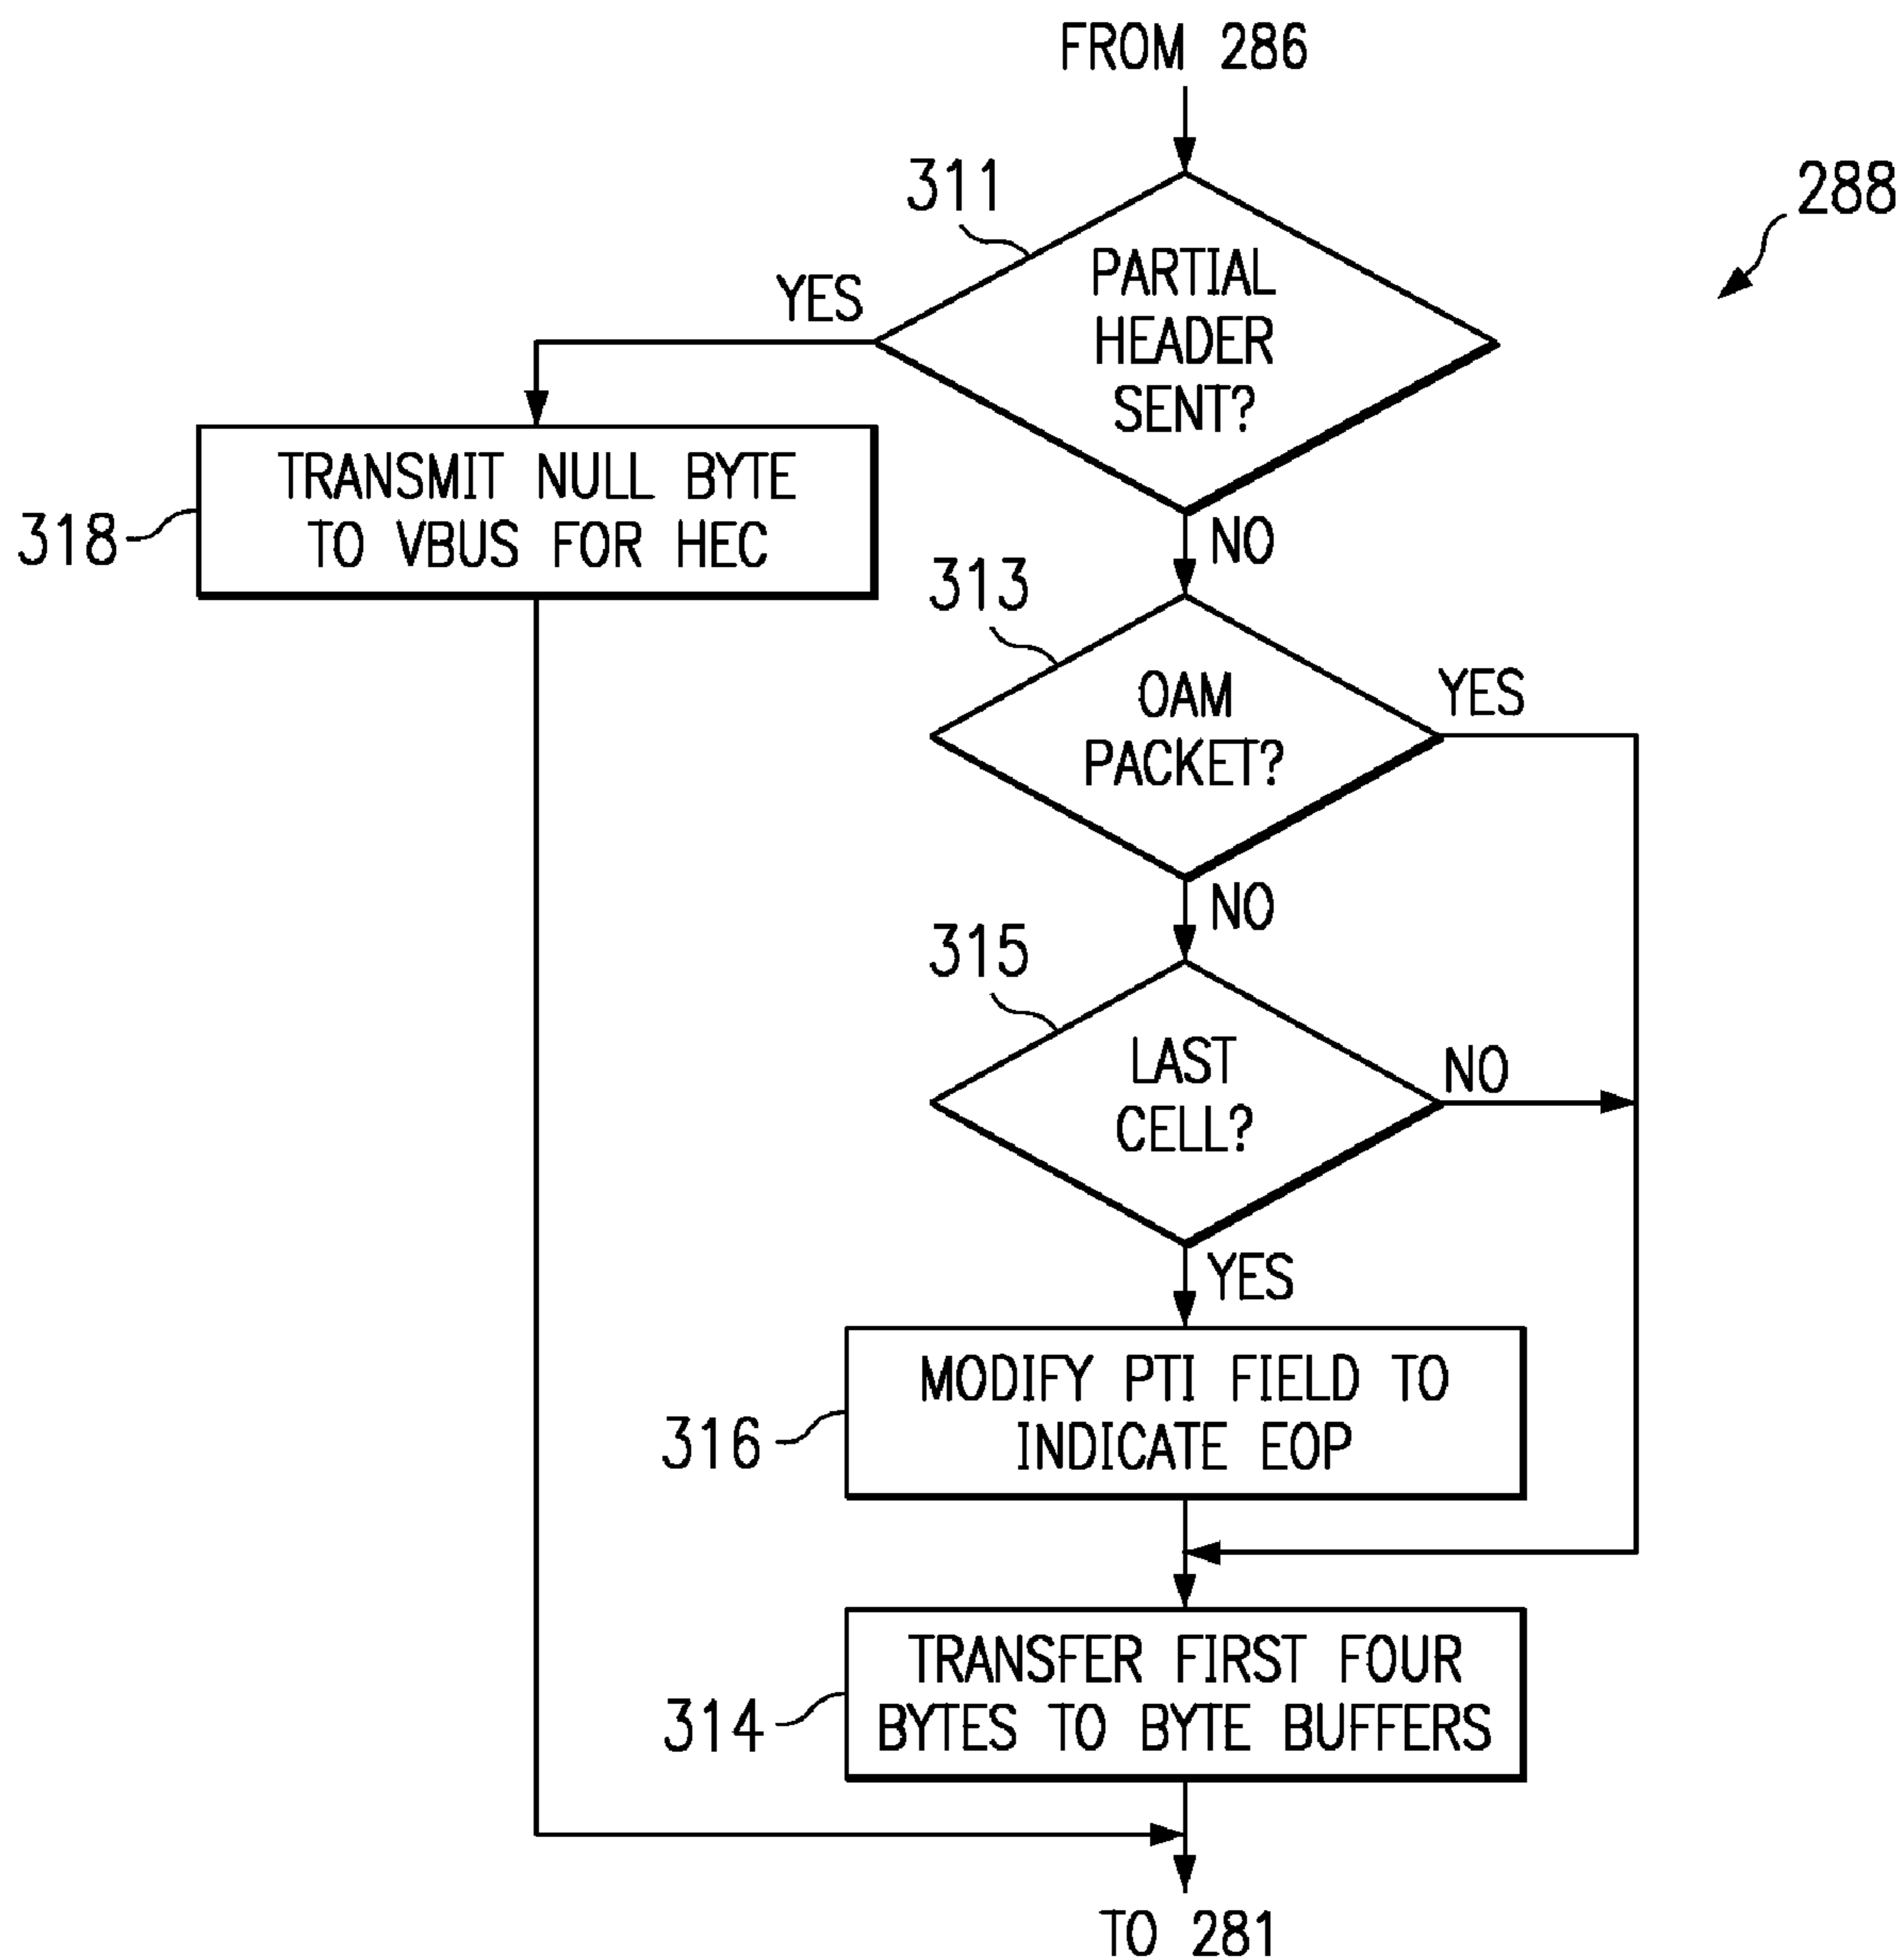 FROM 286
311
288
PARTIAL
HEADER
SENT?
YES
TRANSMIT NULL BYTE
TO VBUS FOR HEC
318
NO
313
OAM
PACKET?
YES
NO
315
LAST
CELL?
NO
YES
MODIFY PTI FIELD TO
INDICATE EOP
316
TRANSFER FIRST FOUR
BYTES TO BYTE BUFFERS
314
TO 281